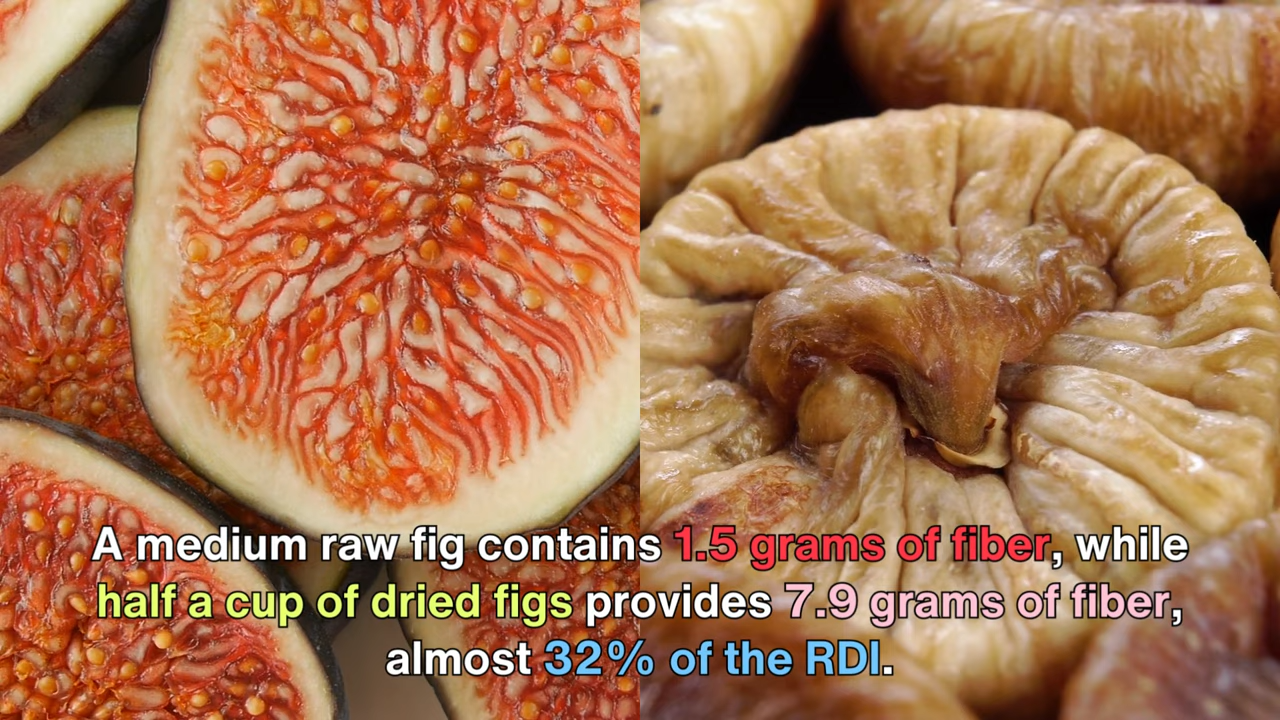 A medium raw fig contains 1.5 grams of fiber, while
half a cup of dried figs provides 7.9 grams of fiber,
almost 32% of the RDI.